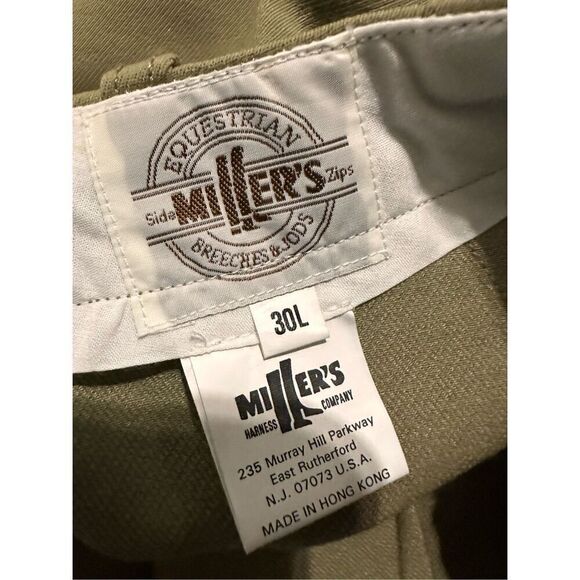 EQUESTRIAN
Side MILLER'S Zips
BREECHES & JODS
30L
MILLER'S
HARNESS COMPANY
235 Murray Hill Parkway
East Rutherford
N.J. 07073 U.S.A.
MADE IN HONG KONG